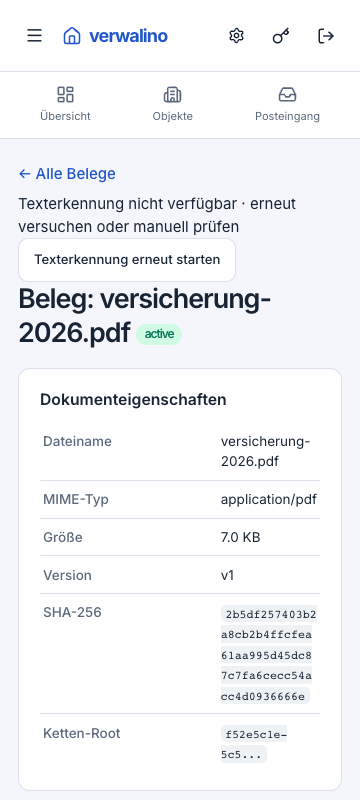 verwalino
Übersicht
Objekte
Posteingang
← Alle Belege
Texterkennung nicht verfügbar · erneut
versuchen oder manuell prüfen
Texterkennung erneut starten
Beleg: versicherung-
2026.pdf active
Dokumenteigenschaften
Dateiname versicherung-
2026.pdf
MIME-Typ application/pdf
Größe 7.0 KB
Version v1
SHA-256 2b5df257403b2
a8cb2b4ffcfea
61aa995d45dc8
7c7fa6cecc54a
cc4d0936666e
Ketten-Root f52e5c1e-
5c5...